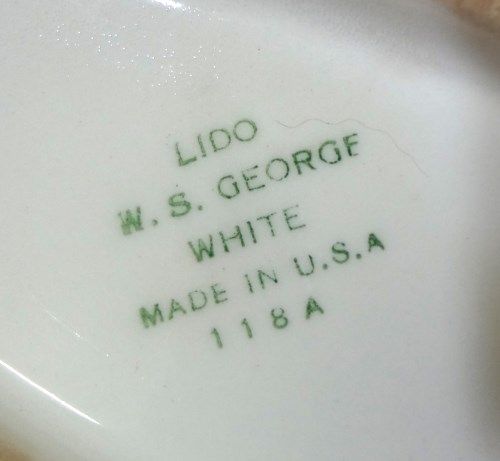 LIDO
W. S. GEORGE
WHITE
MADE IN U.S.A
118A